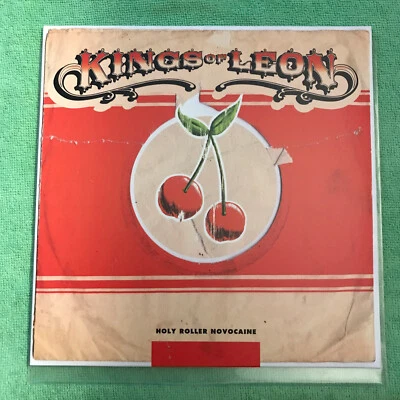 KINGS OF LEON
HOLY ROLLER NOVOCAINE